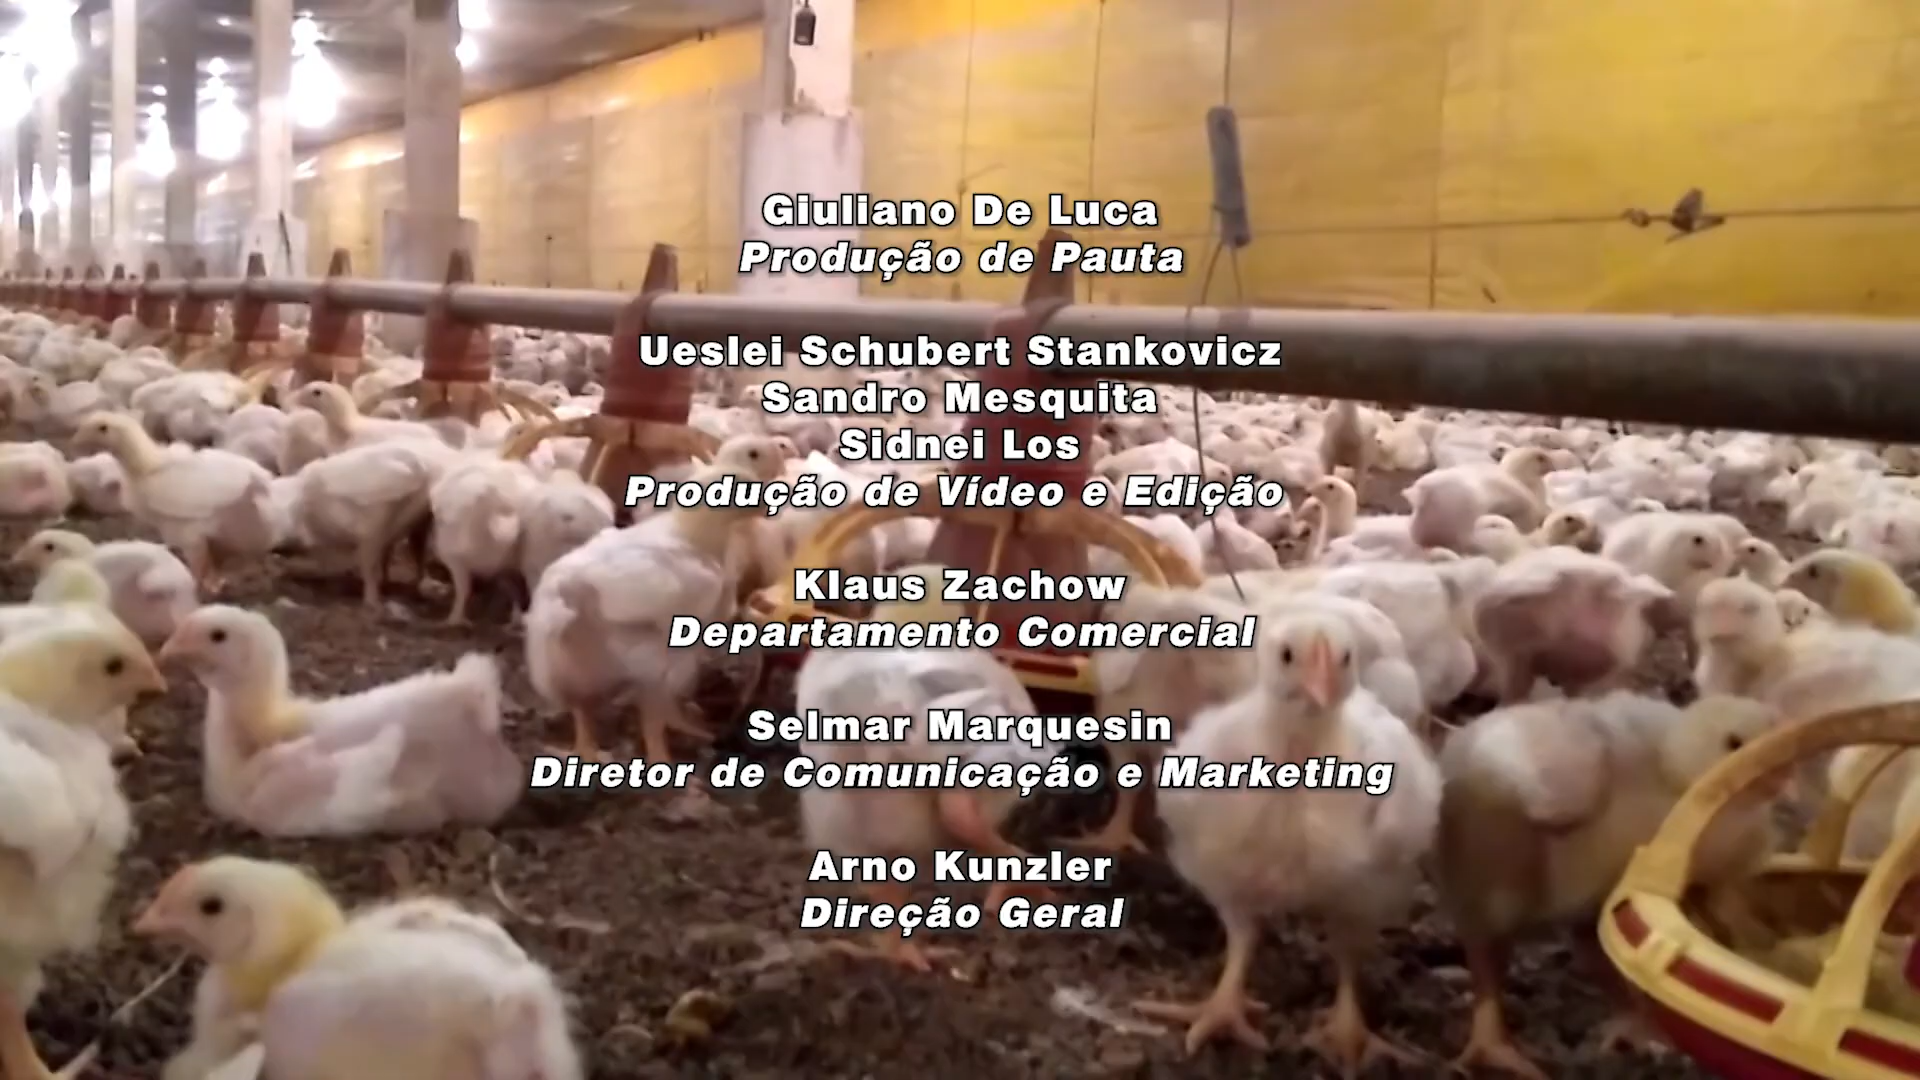 Giuliano De Luca
Produção de Pauta
Ueslei Schubert Stankovicz
Sandro Mesquita
Sidnei Los
Produção de Vídeo e Edição
Klaus Zachow
Departamento Comercial
Selmar Marquesin
Diretor de Comunicação e Marketing
Arno Kunzler
Direção Geral